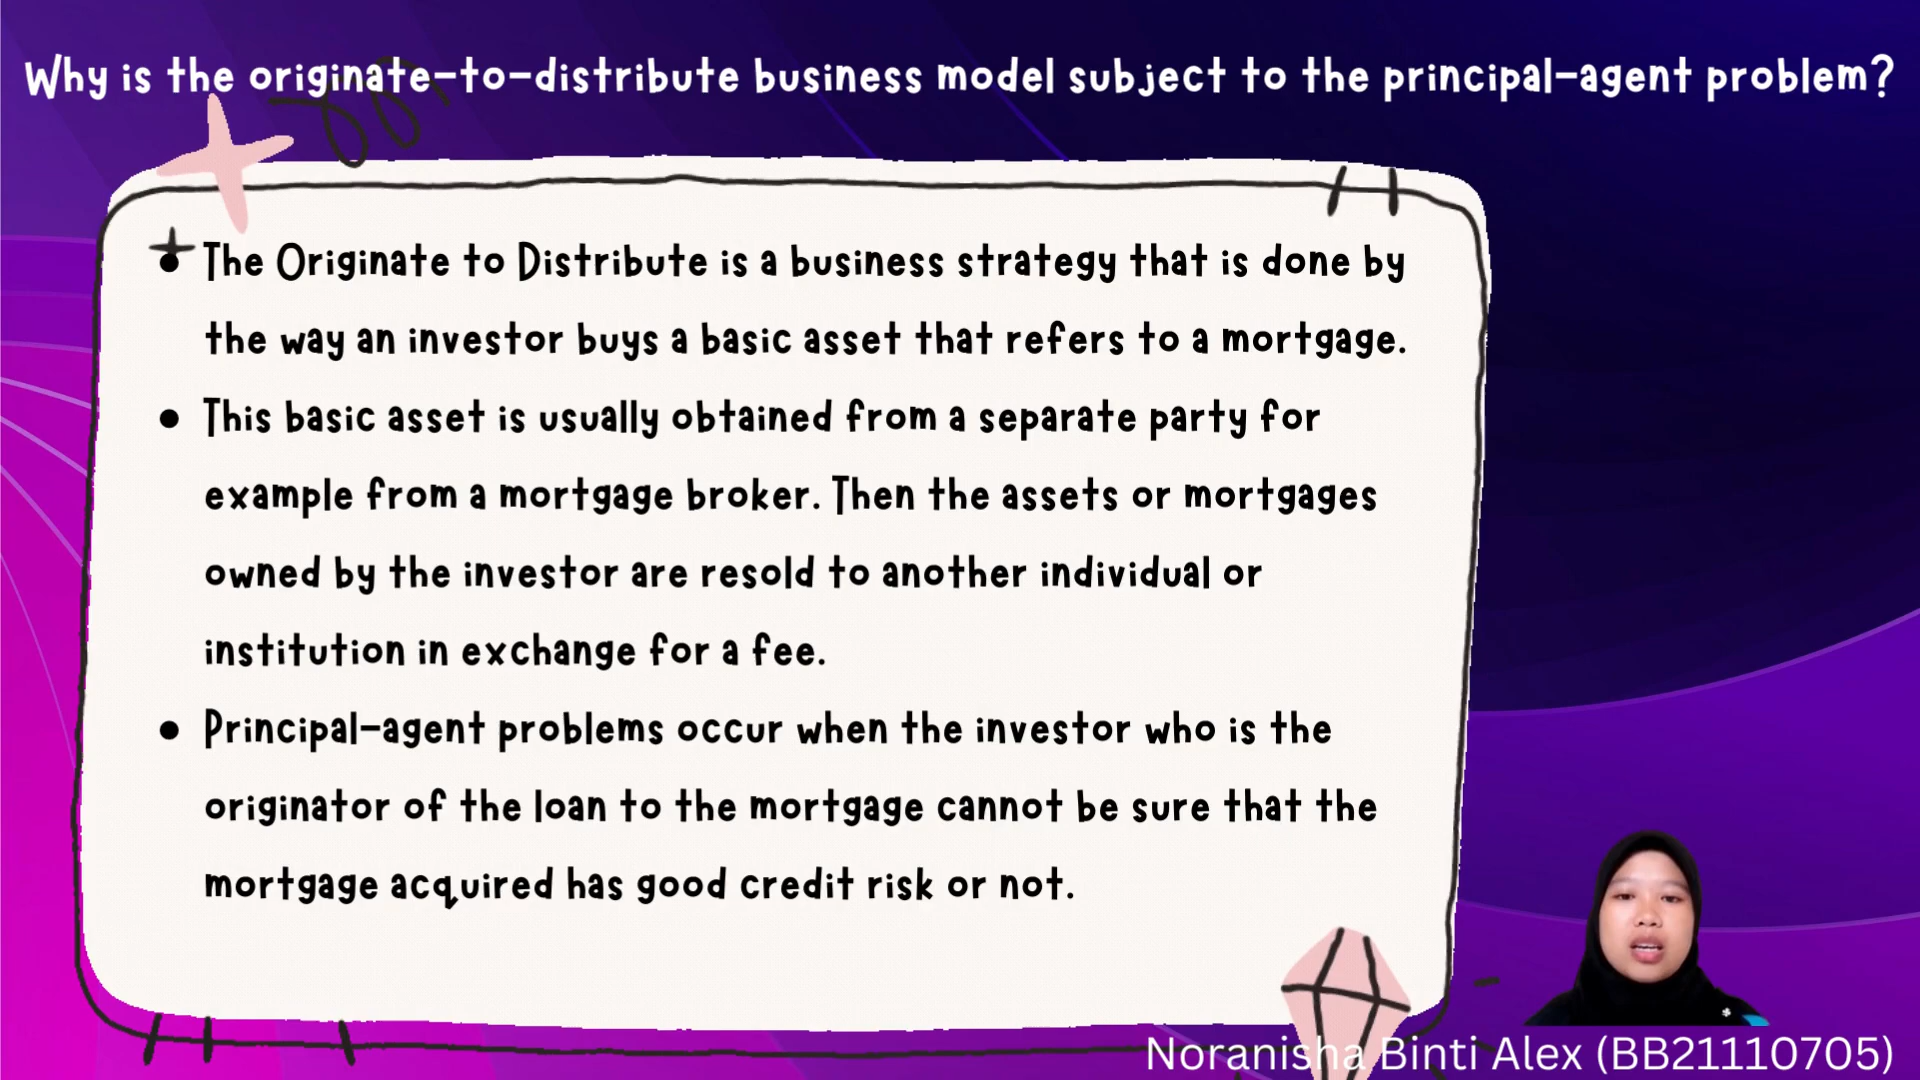 Why is the originate-to-distribute business model subject to the principal-agent problem?
• The Originate to Distribute is a business strategy that is done by
the way an investor buys a basic asset that refers to a mortgage.
• This basic asset is usually obtained from a separate party for
example from a mortgage broker. Then the assets or mortgages
owned by the investor are resold to another individual or
institution in exchange for a fee.
• Principal-agent problems occur when the investor who is the
originator of the loan to the mortgage cannot be sure that the
mortgage acquired has good credit risk or not.
Noranisha Binti Alex (BB21110705)